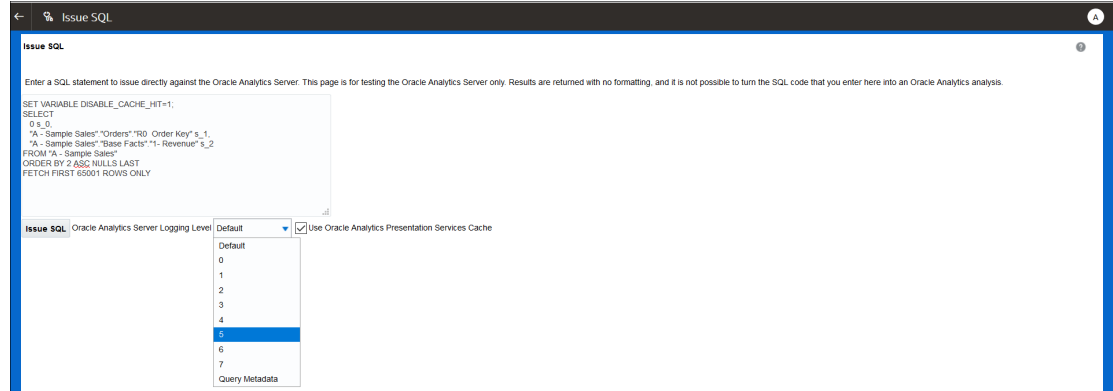 Issue SQL
A
Issue SQL
?
Enter a SQL statement to issue directly against the Oracle Analytics Server. This page is for testing the Oracle Analytics Server only. Results are returned with no formatting, and it is not possible to turn the SQL code that you enter here into an Oracle Analytics analysis.
SET VARIABLE DISABLE_CACHE_HIT=1;
SELECT
0 s_0,
"A - Sample Sales"."Orders"."R0 Order Key" s_1,
"A - Sample Sales"."Base Facts"."1- Revenue" s_2
FROM "A - Sample Sales"
ORDER BY 2 ASC NULLS LAST
FETCH FIRST 65001 ROWS ONLY
Issue SQL Oracle Analytics Server Logging Level Default Use Oracle Analytics Presentation Services Cache
Default
0
1
2
3
4
5
6
7
Query Metadata